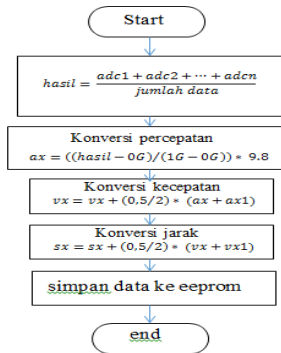 Start
hasil = adc1 + adc2 + ⋯ + adcn / jumlah data
Konversi percepatan
ax = ((hasil − 0G)/(1G − 0G)) * 9.8
Konversi kecepatan
vx = vx + (0,5/2) * (ax + ax1)
Konversi jarak
sx = sx + (0,5/2) * (vx + vx1)
simpan data ke eeprom
end